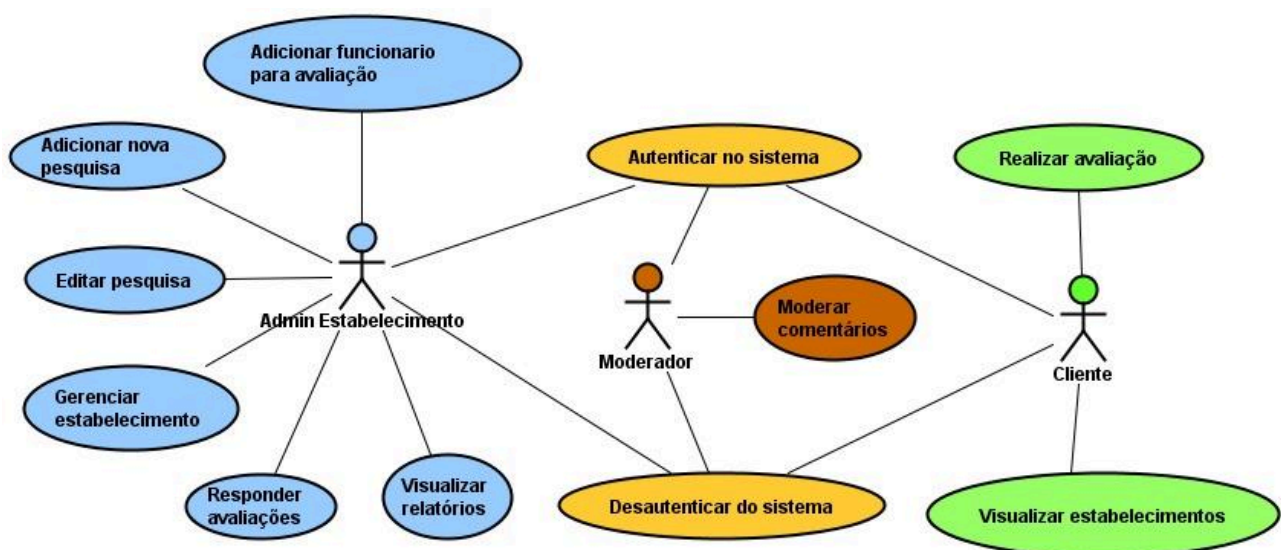 Adicionar funcionario
para avaliação
Adicionar nova
pesquisa
Autenticar no sistema
Realizar avaliação
Editar pesquisa
Admin Estabelecimento
Moderar
comentários
Moderador
Cliente
Gerenciar
estabelecimento
Responder
avaliações
Visualizar
relatórios
Desautenticar do sistema
Visualizar estabelecimentos